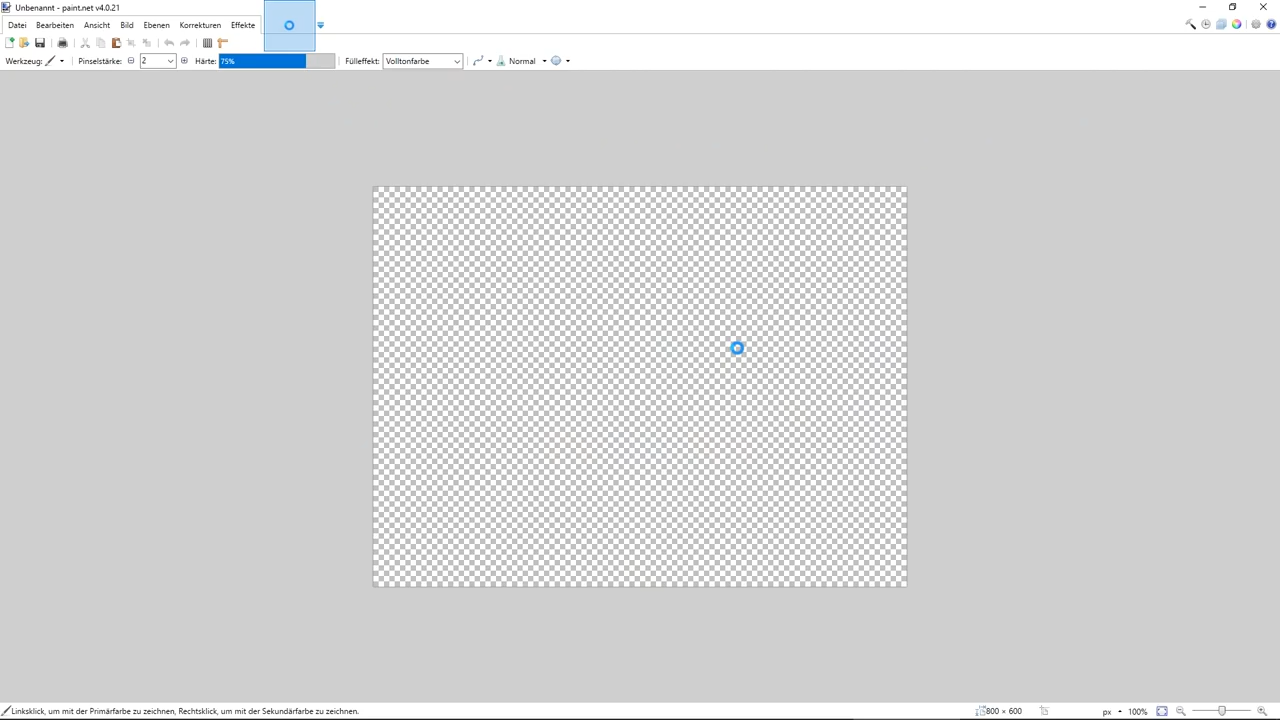 Unbenannt - paint.net v4.0.21
Datei Bearbeiten Ansicht Bild Ebenen Korrekturen Effekte
Werkzeug: Pinselstärke: 2 Härte: 75% Fülleffekt: Volltonfarbe Normal
Linksklick, um mit der Primärfarbe zu zeichnen, Rechtsklick, um mit der Sekundärfarbe zu zeichnen. 800 × 600 px 100%